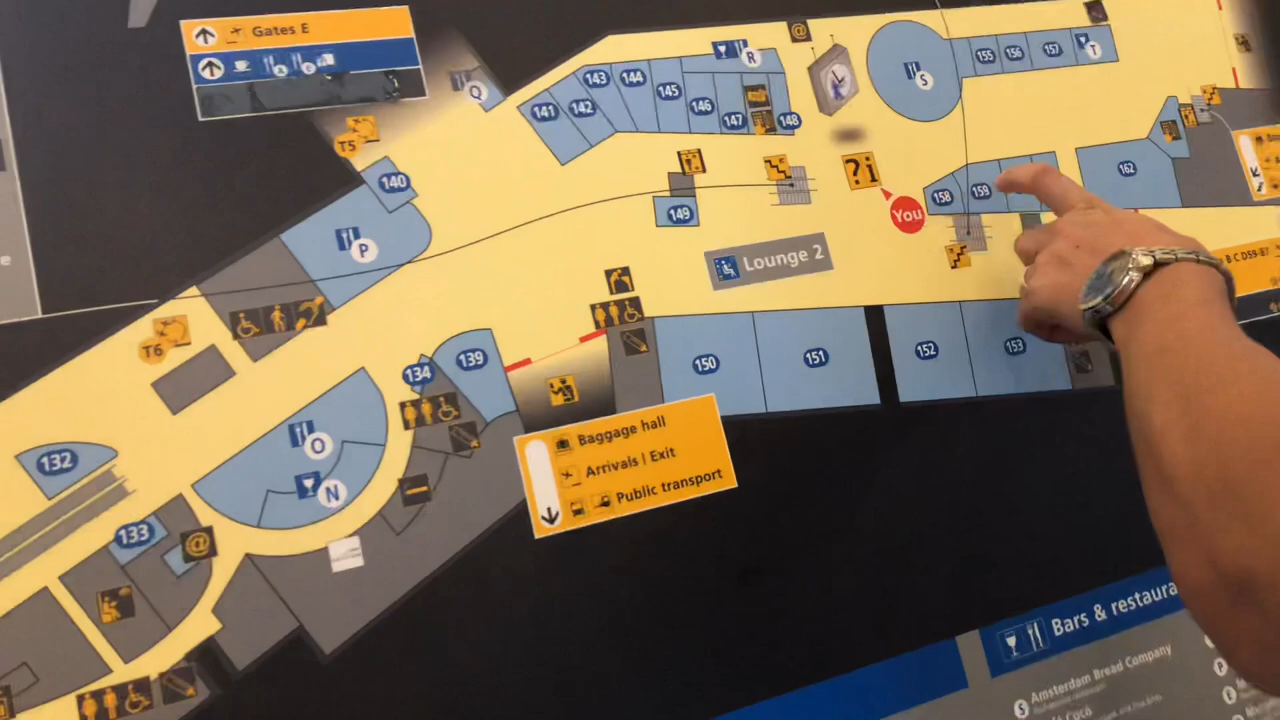 Gates E
Q
141
142
143
144
145
146
147
148
R
@
S
155
156
157
T
T5
140
P
149
? i
You
158
159
162
Lounge 2
B C D59-87
T6
134
139
150
151
152
153
132
O
N
133
@
Baggage hall
Arrivals | Exit
Public transport
Bars & restaura
S Amsterdam Bread Company
P